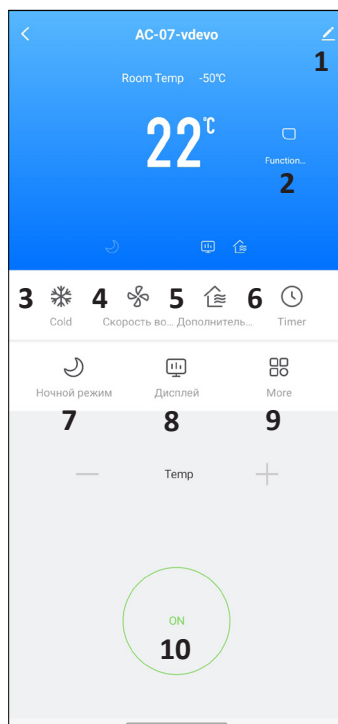 AC-07-vdevo
1
Room Temp -50℃
22℃
Function...
2
3 4 5 6
Cold Скорость во... Дополнитель... Timer
Ночной режим Дисплей More
7 8 9
Temp
ON
10